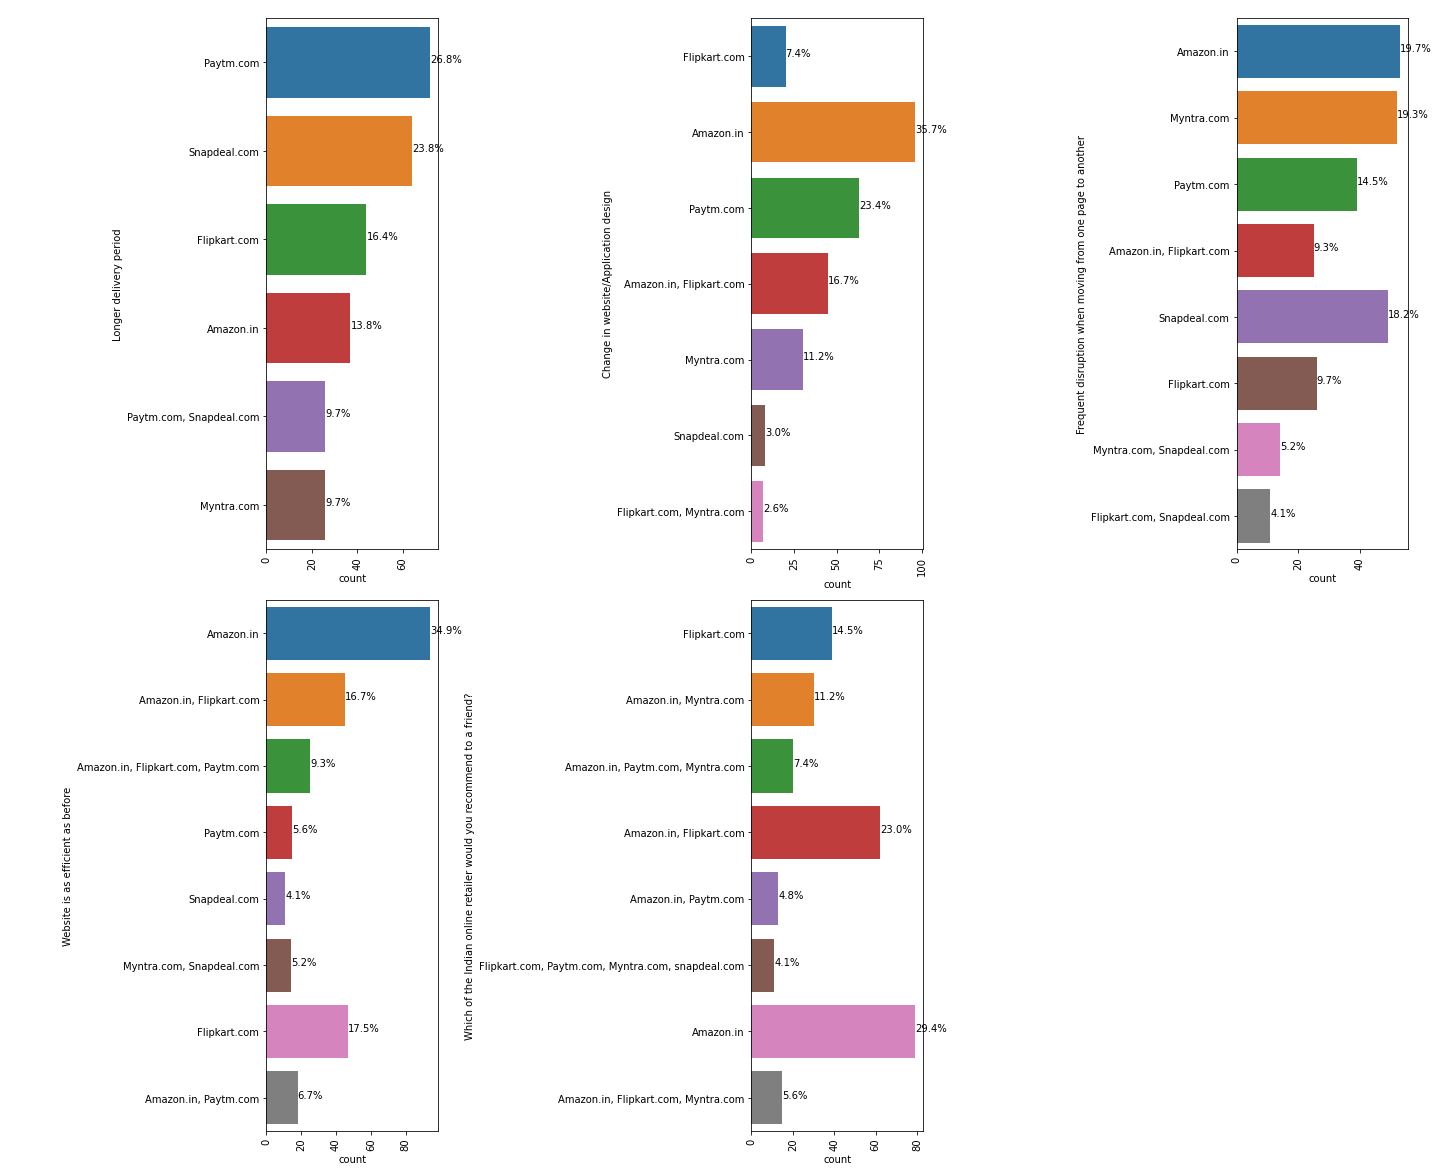 Longer delivery period
Paytm.com
26.8%
Snapdeal.com
23.8%
Flipkart.com
16.4%
Amazon.in
13.8%
Paytm.com, Snapdeal.com
9.7%
Myntra.com
9.7%
0
20
40
60
count
Change in website/Application design
Flipkart.com
7.4%
Amazon.in
35.7%
Paytm.com
23.4%
Amazon.in, Flipkart.com
16.7%
Myntra.com
11.2%
Snapdeal.com
3.0%
Flipkart.com, Myntra.com
2.6%
0
25
50
75
100
count
Frequent disruption when moving from one page to another
Amazon.in
19.7%
Myntra.com
19.3%
Paytm.com
14.5%
Amazon.in, Flipkart.com
9.3%
Snapdeal.com
18.2%
Flipkart.com
9.7%
Myntra.com, Snapdeal.com
5.2%
Flipkart.com, Snapdeal.com
4.1%
0
20
40
count
Website is as efficient as before
Amazon.in
34.9%
Amazon.in, Flipkart.com
16.7%
Amazon.in, Flipkart.com, Paytm.com
9.3%
Paytm.com
5.6%
Snapdeal.com
4.1%
Myntra.com, Snapdeal.com
5.2%
Flipkart.com
17.5%
Amazon.in, Paytm.com
6.7%
0
20
40
60
80
count
Which of the Indian online retailer would you recommend to a friend?
Flipkart.com
14.5%
Amazon.in, Myntra.com
11.2%
Amazon.in, Paytm.com, Myntra.com
7.4%
Amazon.in, Flipkart.com
23.0%
Amazon.in, Paytm.com
4.8%
Flipkart.com, Paytm.com, Myntra.com, snapdeal.com
4.1%
Amazon.in
29.4%
Amazon.in, Flipkart.com, Myntra.com
5.6%
0
20
40
60
80
count